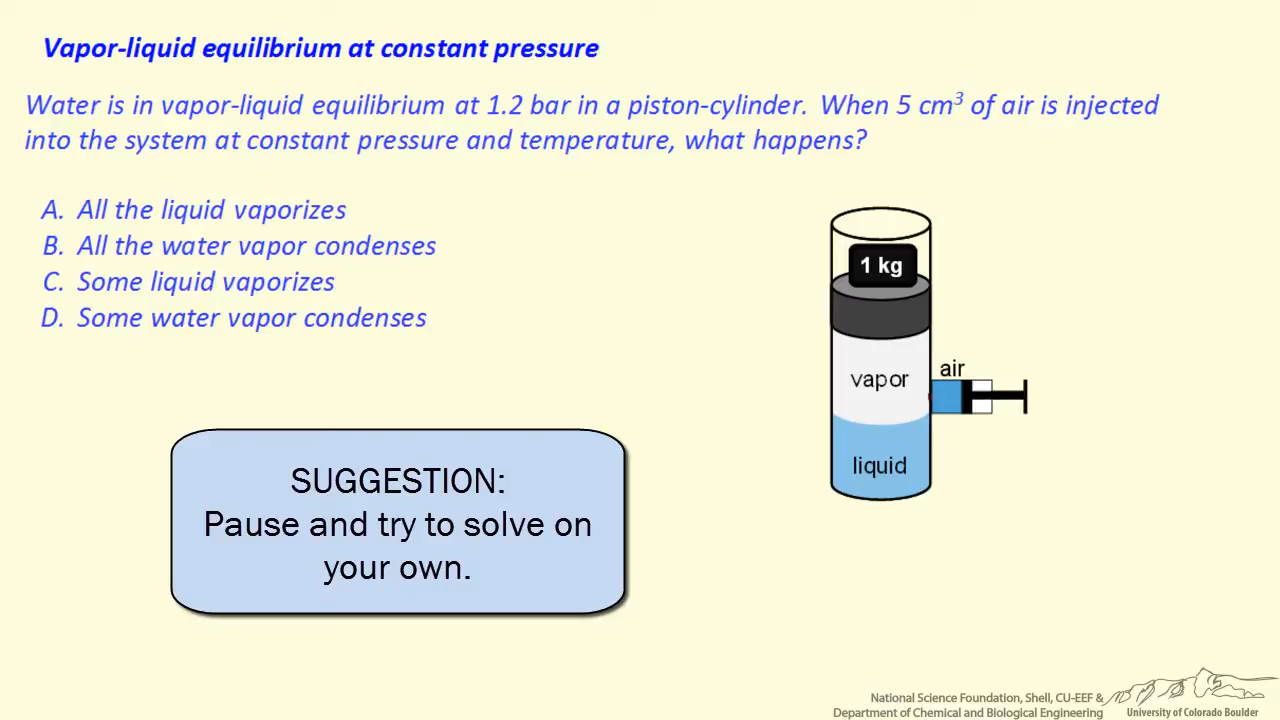 Vapor-liquid equilibrium at constant pressure
Water is in vapor-liquid equilibrium at 1.2 bar in a piston-cylinder. When 5 cm³ of air is injected
into the system at constant pressure and temperature, what happens?
A. All the liquid vaporizes
B. All the water vapor condenses
C. Some liquid vaporizes
D. Some water vapor condenses
1 kg
air
vapor
liquid
SUGGESTION:
Pause and try to solve on
your own.
National Science Foundation, Shell, CU-EEF &
Department of Chemical and Biological Engineering
University of Colorado Boulder